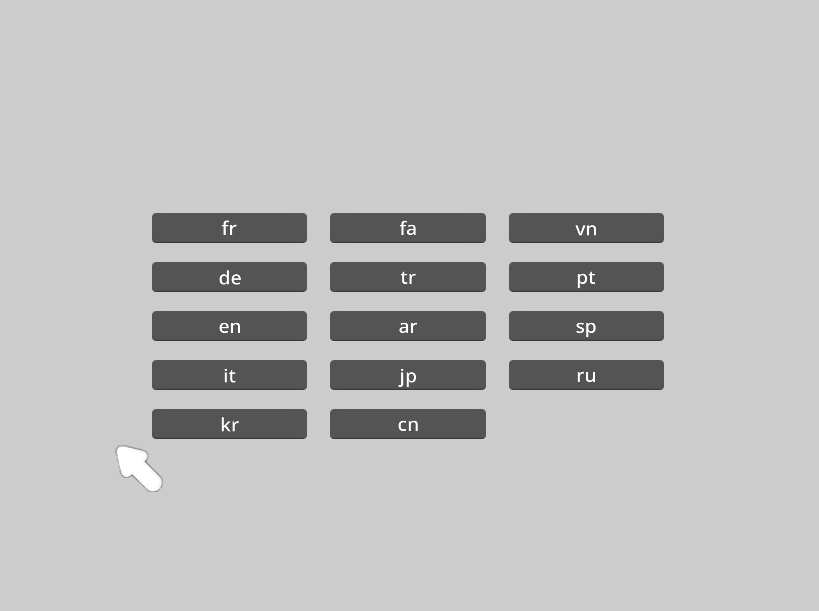 fr fa vn
de tr pt
en ar sp
it jp ru
kr cn